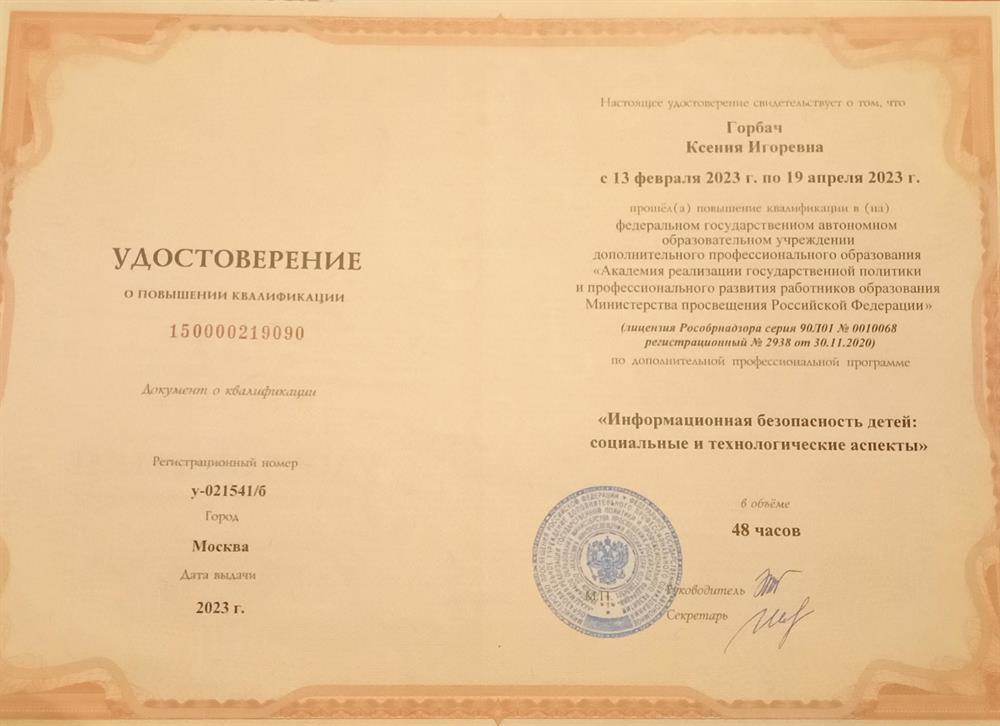 УДОСТОВЕРЕНИЕ
О ПОВЫШЕНИИ КВАЛИФИКАЦИИ
150000219090
Документ о квалификации
Регистрационный номер
у-021541/б
Город
Москва
Дата выдачи
2023 г.
Настоящее удостоверение свидетельствует о том, что
Горбач
Ксения Игоревна
с 13 февраля 2023 г. по 19 апреля 2023 г.
прошёл(а) повышение квалификации в (на)
федеральном государственном автономном
образовательном учреждении
дополнительного профессионального образования
«Академия реализации государственной политики
и профессионального развития работников образования
Министерства просвещения Российской Федерации»
(лицензия Рособрнадзора серия 90Л01 № 0010068
регистрационный № 2938 от 30.11.2020)
по дополнительной профессиональной программе
«Информационная безопасность детей:
социальные и технологические аспекты»
в объёме
48 часов
М.П.
Руководитель
Секретарь